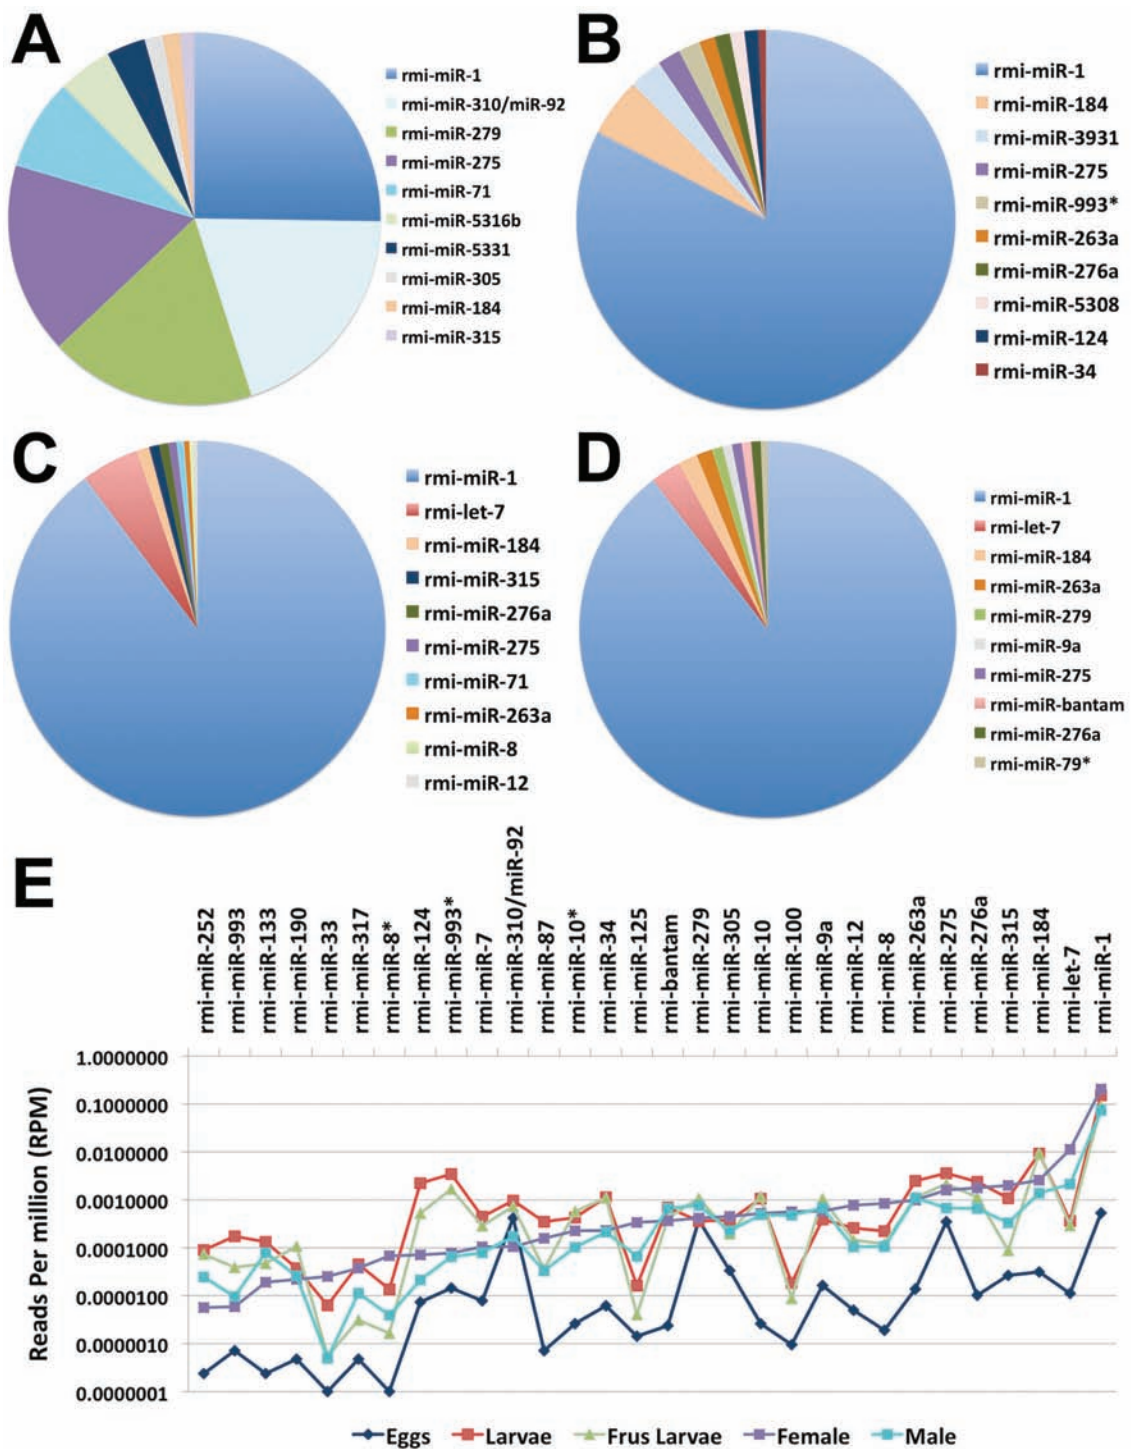 A
rmi-miR-1
rmi-miR-310/miR-92
rmi-miR-279
rmi-miR-275
rmi-miR-71
rmi-miR-5316b
rmi-miR-5331
rmi-miR-305
rmi-miR-184
rmi-miR-315
B
rmi-miR-1
rmi-miR-184
rmi-miR-3931
rmi-miR-275
rmi-miR-993*
rmi-miR-263a
rmi-miR-276a
rmi-miR-5308
rmi-miR-124
rmi-miR-34
C
rmi-miR-1
rmi-let-7
rmi-miR-184
rmi-miR-315
rmi-miR-276a
rmi-miR-275
rmi-miR-71
rmi-miR-263a
rmi-miR-8
rmi-miR-12
D
rmi-miR-1
rmi-let-7
rmi-miR-184
rmi-miR-263a
rmi-miR-279
rmi-miR-9a
rmi-miR-275
rmi-miR-bantam
rmi-miR-276a
rmi-miR-79*
E
rmi-miR-252
rmi-miR-993
rmi-miR-133
rmi-miR-190
rmi-miR-33
rmi-miR-317
rmi-miR-8*
rmi-miR-124
rmi-miR-993*
rmi-miR-7
rmi-miR-310/miR-92
rmi-miR-87
rmi-miR-10*
rmi-miR-34
rmi-miR-125
rmi-bantam
rmi-miR-279
rmi-miR-305
rmi-miR-10
rmi-miR-100
rmi-miR-9a
rmi-miR-12
rmi-miR-8
rmi-miR-263a
rmi-miR-275
rmi-miR-276a
rmi-miR-315
rmi-miR-184
rmi-let-7
rmi-miR-1
Reads Per million (RPM)
1.0000000
0.1000000
0.0100000
0.0010000
0.0001000
0.0000100
0.0000010
0.0000001
Eggs
Larvae
Frus Larvae
Female
Male